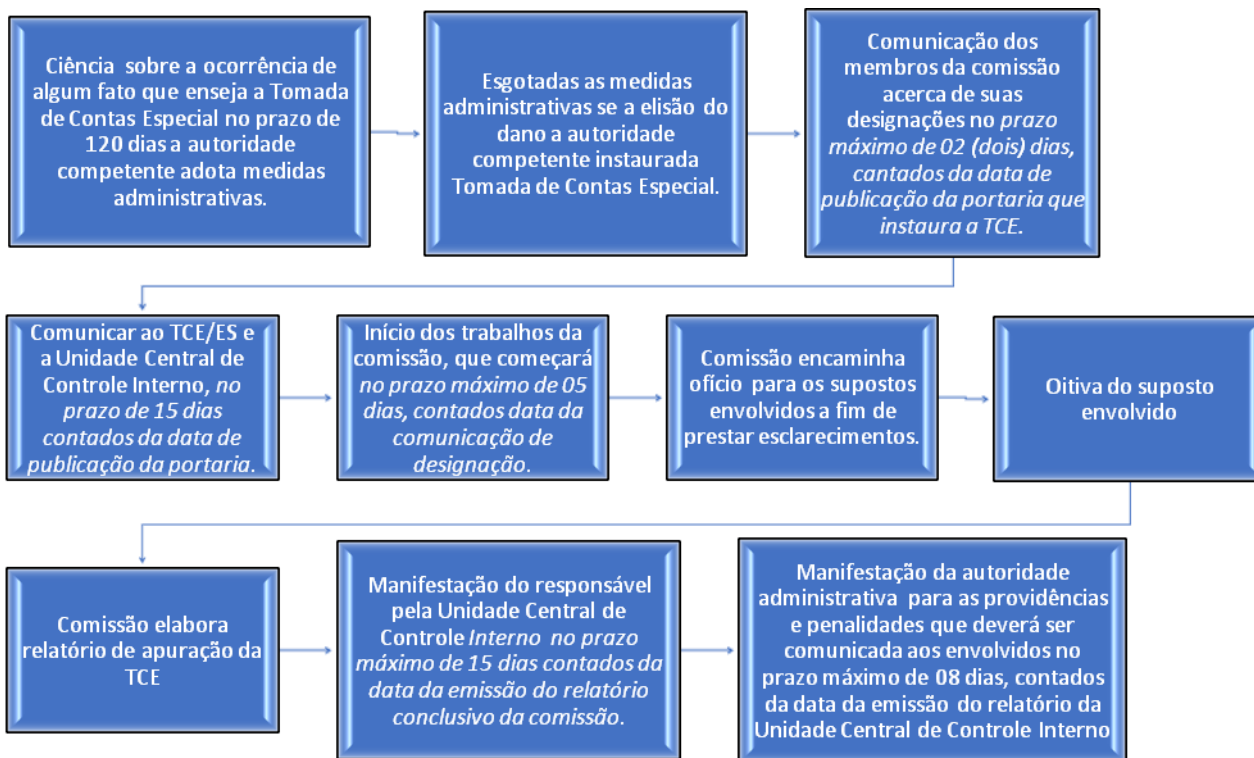 Ciência sobre a ocorrência de
algum fato que enseja a Tomada
de Contas Especial no prazo de
120 dias a autoridade
competente adota medidas
administrativas.
Esgotadas as medidas
administrativas se a elisão do
dano a autoridade
competente instaurada
Tomada de Contas Especial.
Comunicação dos
membros da comissão
acerca de suas
designações no prazo
máximo de 02 (dois) dias,
cantados da data de
publicação da portaria que
instaura a TCE.
Comunicar ao TCE/ES e
a Unidade Central de
Controle Interno, no
prazo de 15 dias
contados da data de
publicação da portaria.
Início dos trabalhos da
comissão, que começará
no prazo máximo de 05
dias, contados data da
comunicação de
designação.
Comissão encaminha
ofício para os supostos
envolvidos a fim de
prestar esclarecimentos.
Oitiva do suposto
envolvido
Comissão elabora
relatório de apuração da
TCE
Manifestação do responsável
pela Unidade Central de
Controle Interno no prazo
máximo de 15 dias contados da
data da emissão do relatório
conclusivo da comissão.
Manifestação da autoridade
administrativa para as providências
e penalidades que deverá ser
comunicada aos envolvidos no
prazo máximo de 08 dias, contados
da data da emissão do relatório da
Unidade Central de Controle Interno